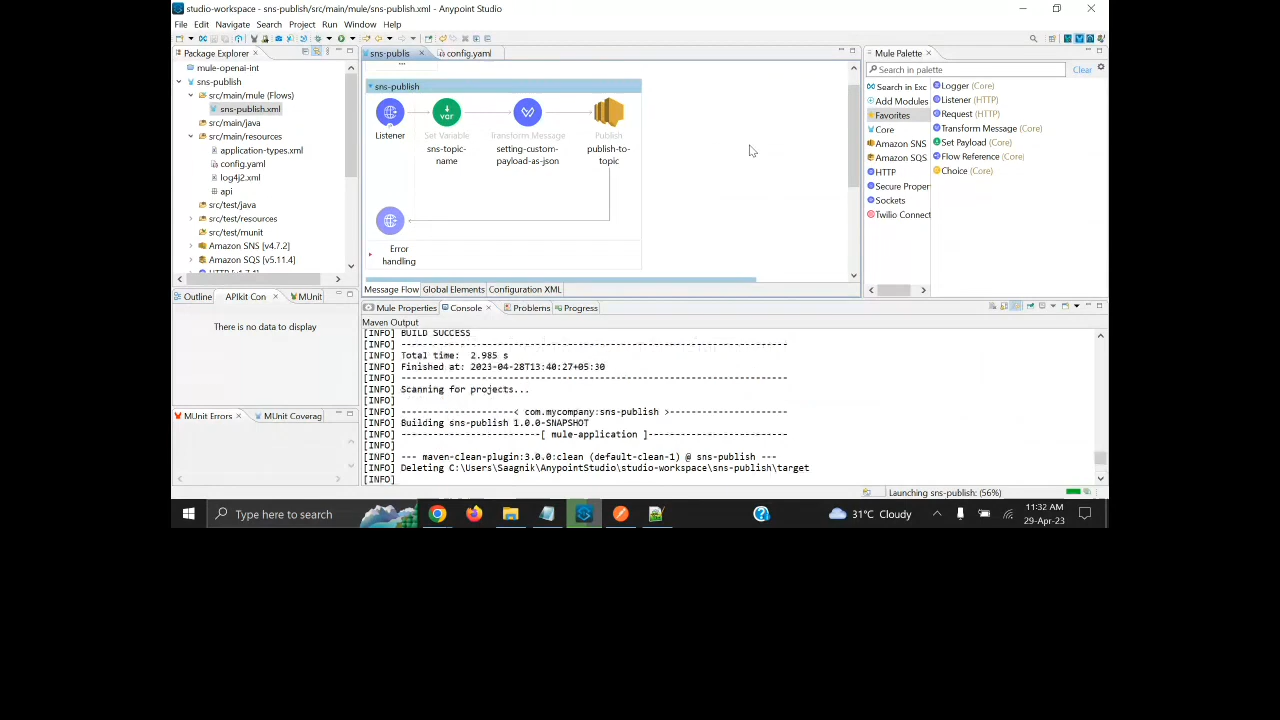 studio-workspace - sns-publish/src/main/mule/sns-publish.xml - Anypoint Studio
File Edit Navigate Search Project Run Window Help
Package Explorer
mule-openai-int
sns-publish
src/main/mule (Flows)
sns-publish.xml
src/main/java
src/main/resources
application-types.xml
config.yaml
log4j2.xml
api
src/test/java
src/test/resources
src/test/munit
Amazon SNS [v4.7.2]
Amazon SQS [v5.11.4]
sns-publis
config.yaml
sns-publish
Listener
Set Variable
sns-topic-
name
Transform Message
setting-custom-
payload-as-json
Publish
publish-to-
topic
Error
handling
Message Flow Global Elements Configuration XML
Mule Palette
Search in palette
Clear
Search in Exc
Add Modules
Favorites
Core
Amazon SNS
Amazon SQS
HTTP
Secure Proper
Sockets
Twilio Connect
Logger (Core)
Listener (HTTP)
Request (HTTP)
Transform Message (Core)
Set Payload (Core)
Flow Reference (Core)
Choice (Core)
Outline APIkit Con MUnit
There is no data to display
MUnit Errors MUnit Coverag
Mule Properties Console Problems Progress
Maven Output
[INFO] BUILD SUCCESS
[INFO] ------------------------------------------------------------------------
[INFO] Total time:  2.985 s
[INFO] Finished at: 2023-04-28T13:40:27+05:30
[INFO] ------------------------------------------------------------------------
[INFO] Scanning for projects...
[INFO]
[INFO] ---------------------< com.mycompany:sns-publish >----------------------
[INFO] Building sns-publish 1.0.0-SNAPSHOT
[INFO] --------------------------[ mule-application ]--------------------------
[INFO]
[INFO] --- maven-clean-plugin:3.0.0:clean (default-clean-1) @ sns-publish ---
[INFO] Deleting C:\Users\Saagnik\AnypointStudio\studio-workspace\sns-publish\target
[INFO]
Launching sns-publish: (56%)
Type here to search
31°C Cloudy
11:32 AM
29-Apr-23